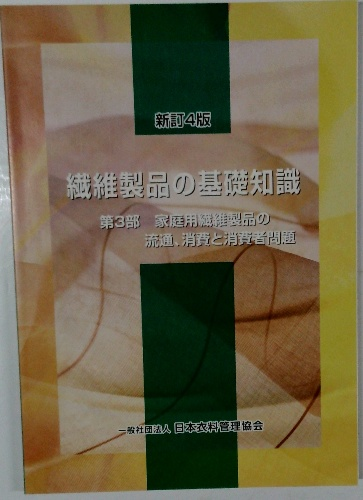 新訂4版
繊維製品の基礎知識
第3部 家庭用繊維製品の
流通、消費と消費者問題
一般社団法人 日本衣料管理協会